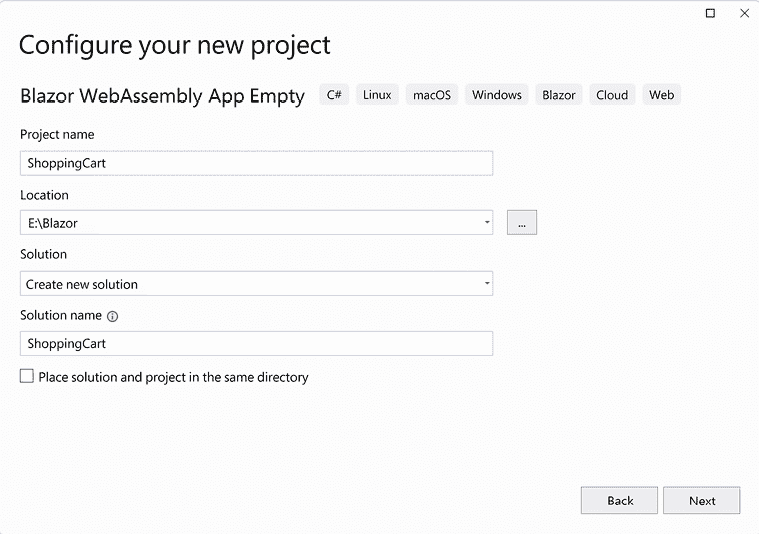 Configure your new project
Blazor WebAssembly App Empty C# Linux macOS Windows Blazor Cloud Web
Project name
ShoppingCart
Location
E:\Blazor
...
Solution
Create new solution
Solution name
ShoppingCart
Place solution and project in the same directory
Back Next